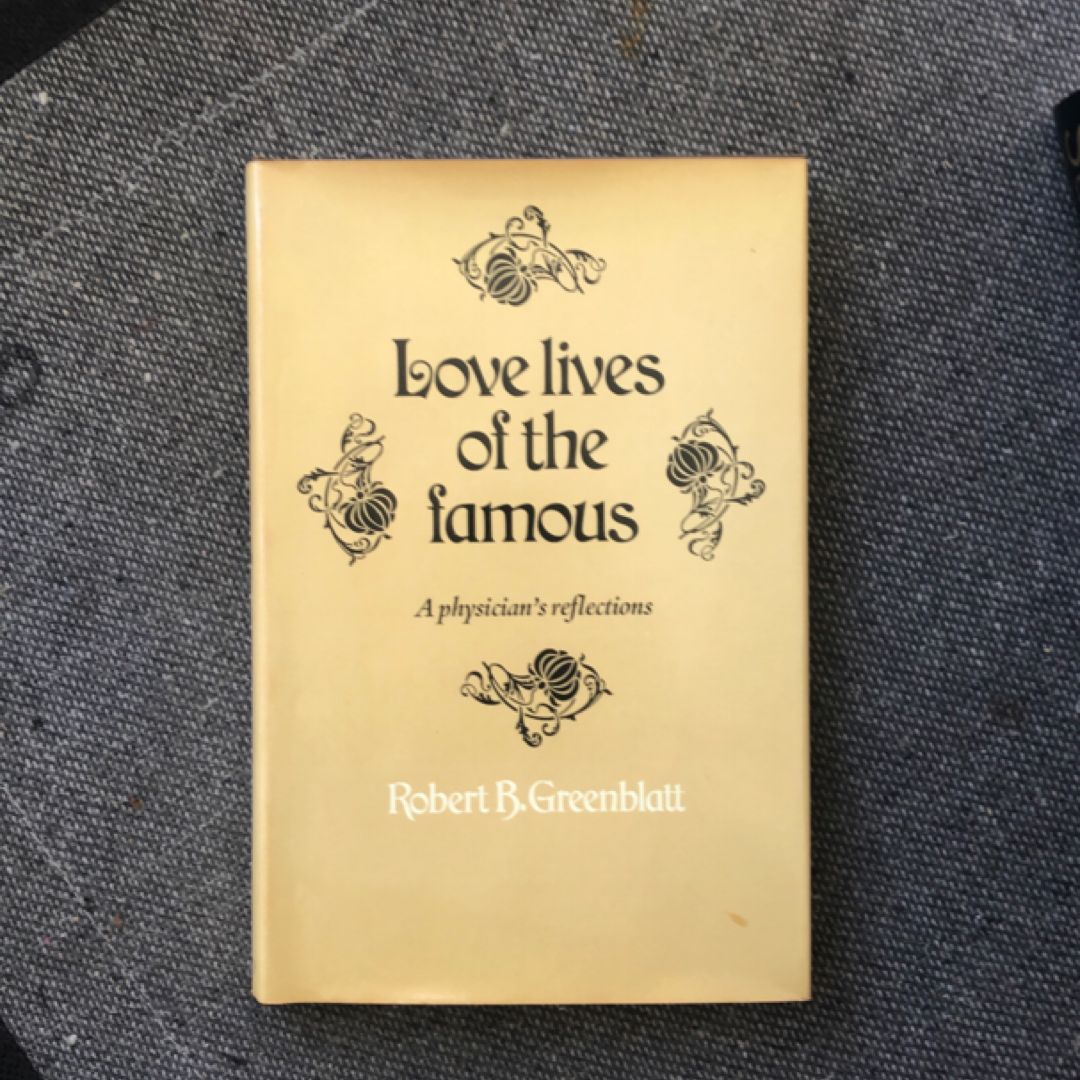 Love lives
of the
famous
A physician's reflections
Robert B. Greenblatt